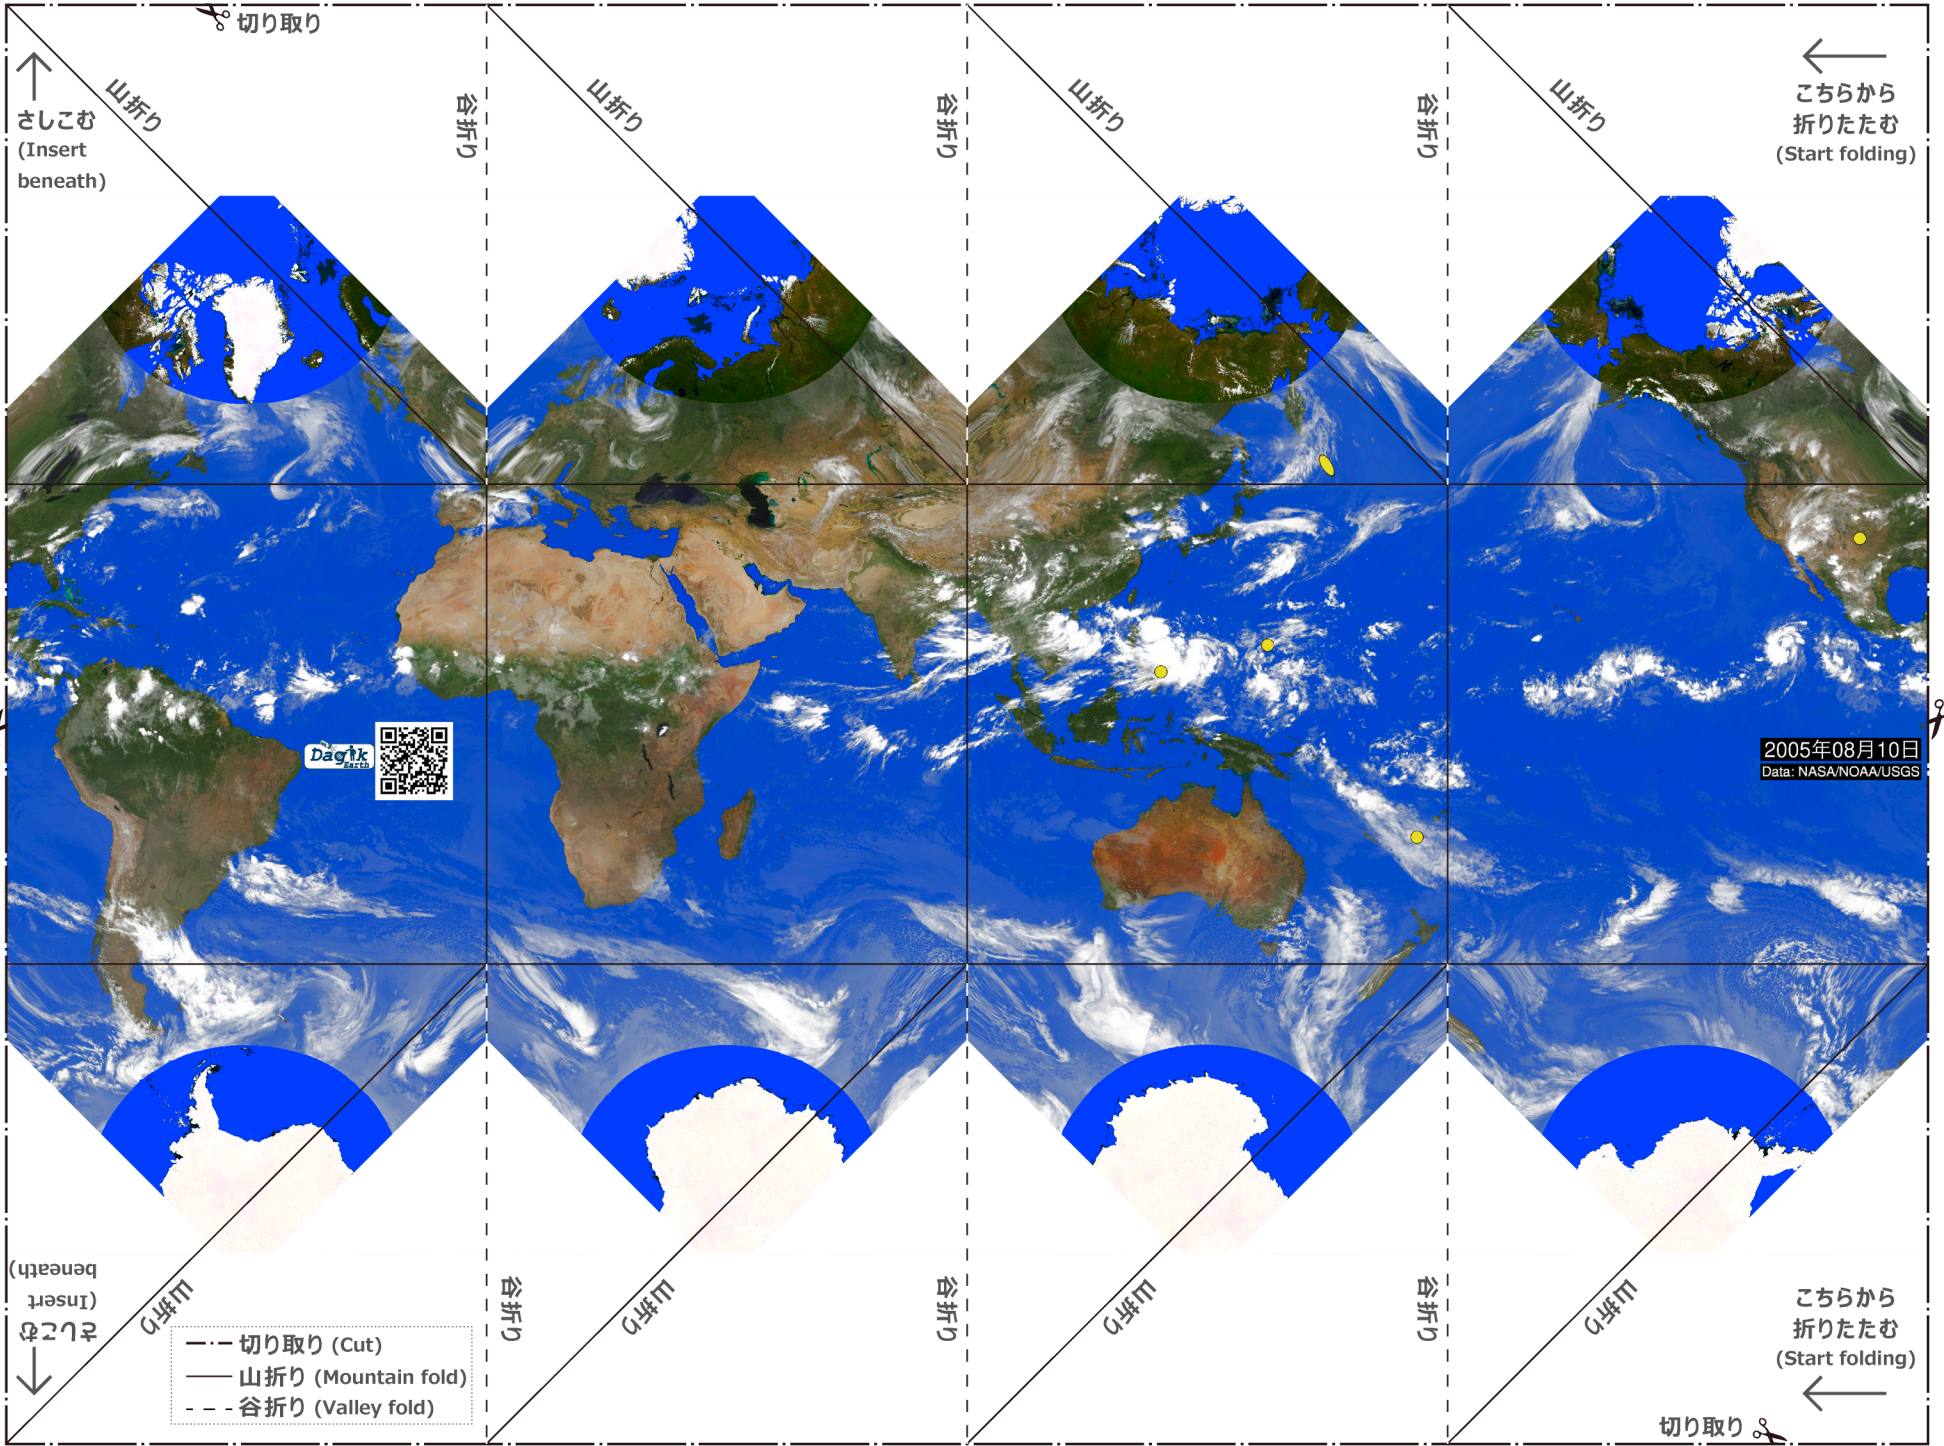 切り取り
山折り
谷折り
山折り
谷折り
山折り
谷折り
山折り
さしこむ
(Insert
beneath)
こちらから
折りたたむ
(Start folding)
Dagik
Earth
2005年08月10日
Data: NASA/NOAA/USGS
さしこむ
(Insert
beneath)
山折り
谷折り
山折り
谷折り
山折り
谷折り
山折り
こちらから
折りたたむ
(Start folding)
切り取り (Cut)
山折り (Mountain fold)
谷折り (Valley fold)
切り取り